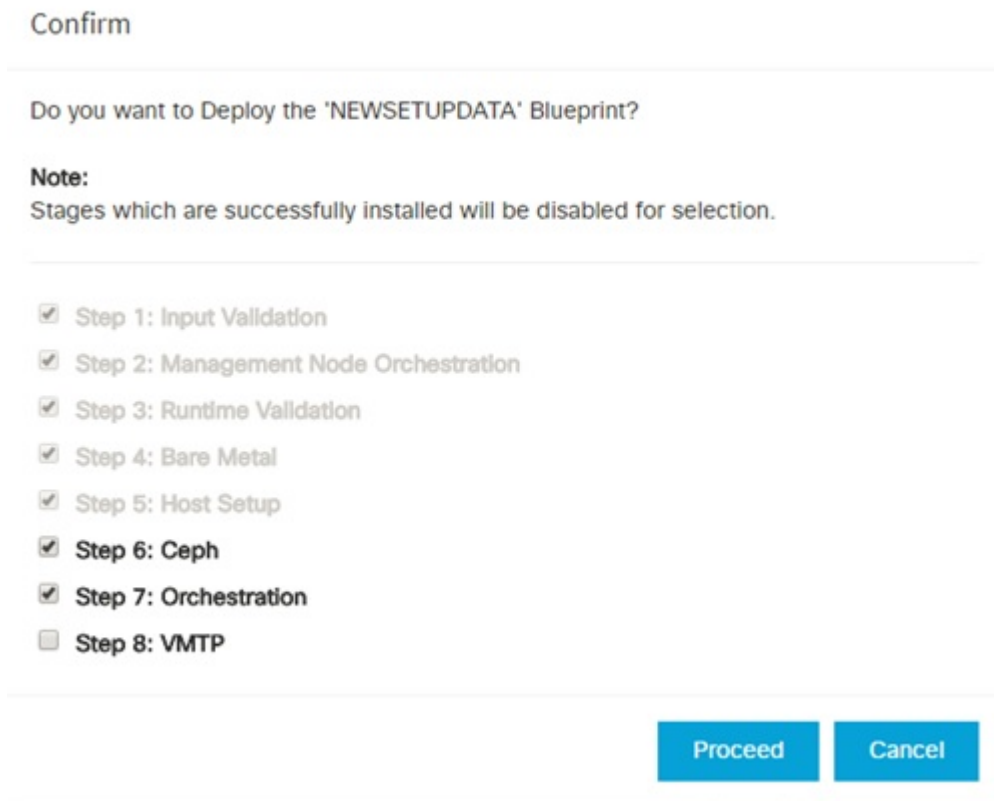 Confirm
Do you want to Deploy the 'NEWSETUPDATA' Blueprint?
Note:
Stages which are successfully installed will be disabled for selection.
Step 1: Input Validation
Step 2: Management Node Orchestration
Step 3: Runtime Validation
Step 4: Bare Metal
Step 5: Host Setup
Step 6: Ceph
Step 7: Orchestration
Step 8: VMTP
Proceed Cancel